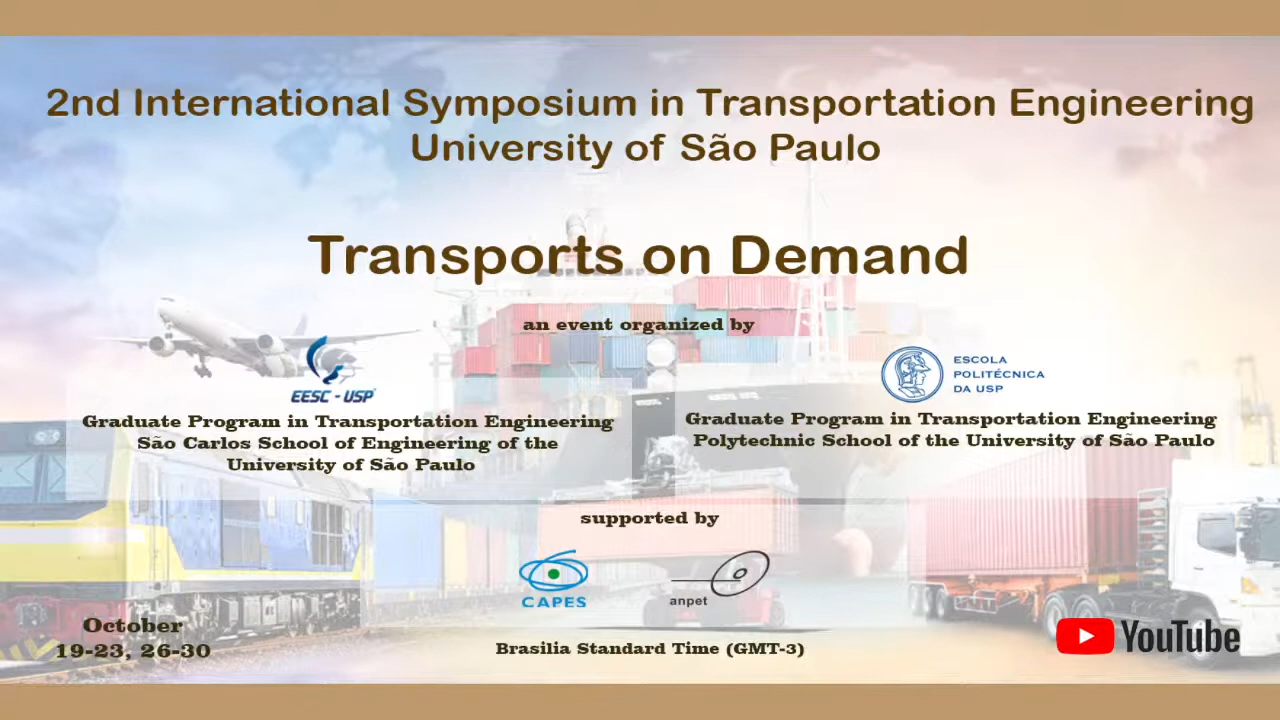 2nd International Symposium in Transportation Engineering
University of São Paulo
Transports on Demand
an event organized by
EESC - USP
Graduate Program in Transportation Engineering
São Carlos School of Engineering of the
University of São Paulo
ESCOLA
POLITÉCNICA
DA USP
Graduate Program in Transportation Engineering
Polytechnic School of the University of São Paulo
supported by
CAPES
anpet
October
19-23, 26-30
Brasilia Standard Time (GMT-3)
YouTube